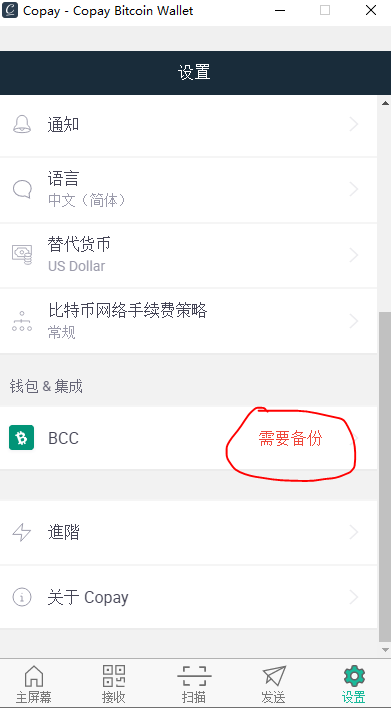 Copay - Copay Bitcoin Wallet
设置
通知
语言
中文（简体）
替代货币
US Dollar
比特币网络手续费策略
常规
钱包 & 集成
BCC 需要备份
進階
关于 Copay
主屏幕 接收 扫描 发送 设置